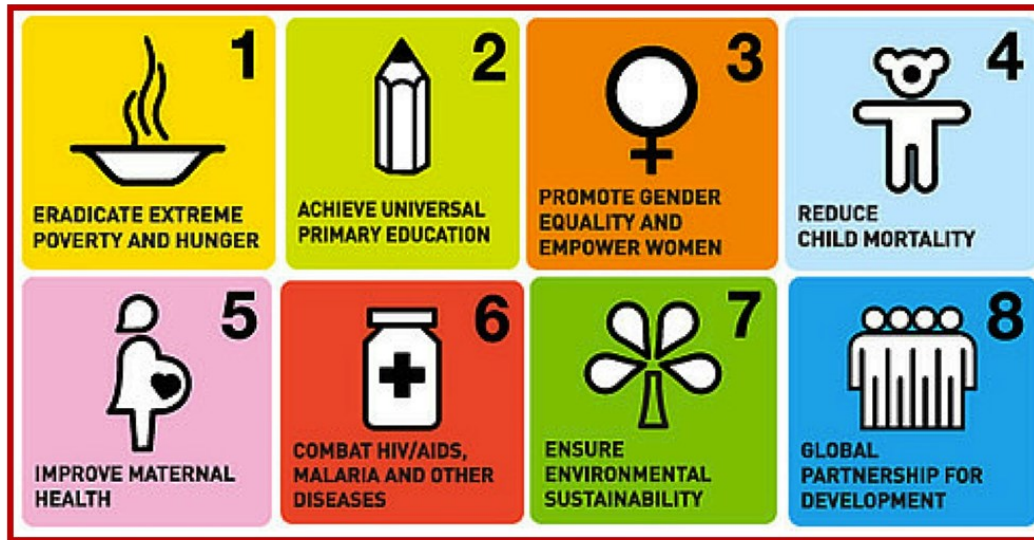 1
ERADICATE EXTREME
POVERTY AND HUNGER
2
ACHIEVE UNIVERSAL
PRIMARY EDUCATION
3
PROMOTE GENDER
EQUALITY AND
EMPOWER WOMEN
4
REDUCE
CHILD MORTALITY
5
IMPROVE MATERNAL
HEALTH
6
COMBAT HIV/AIDS,
MALARIA AND OTHER
DISEASES
7
ENSURE
ENVIRONMENTAL
SUSTAINABILITY
8
GLOBAL
PARTNERSHIP FOR
DEVELOPMENT